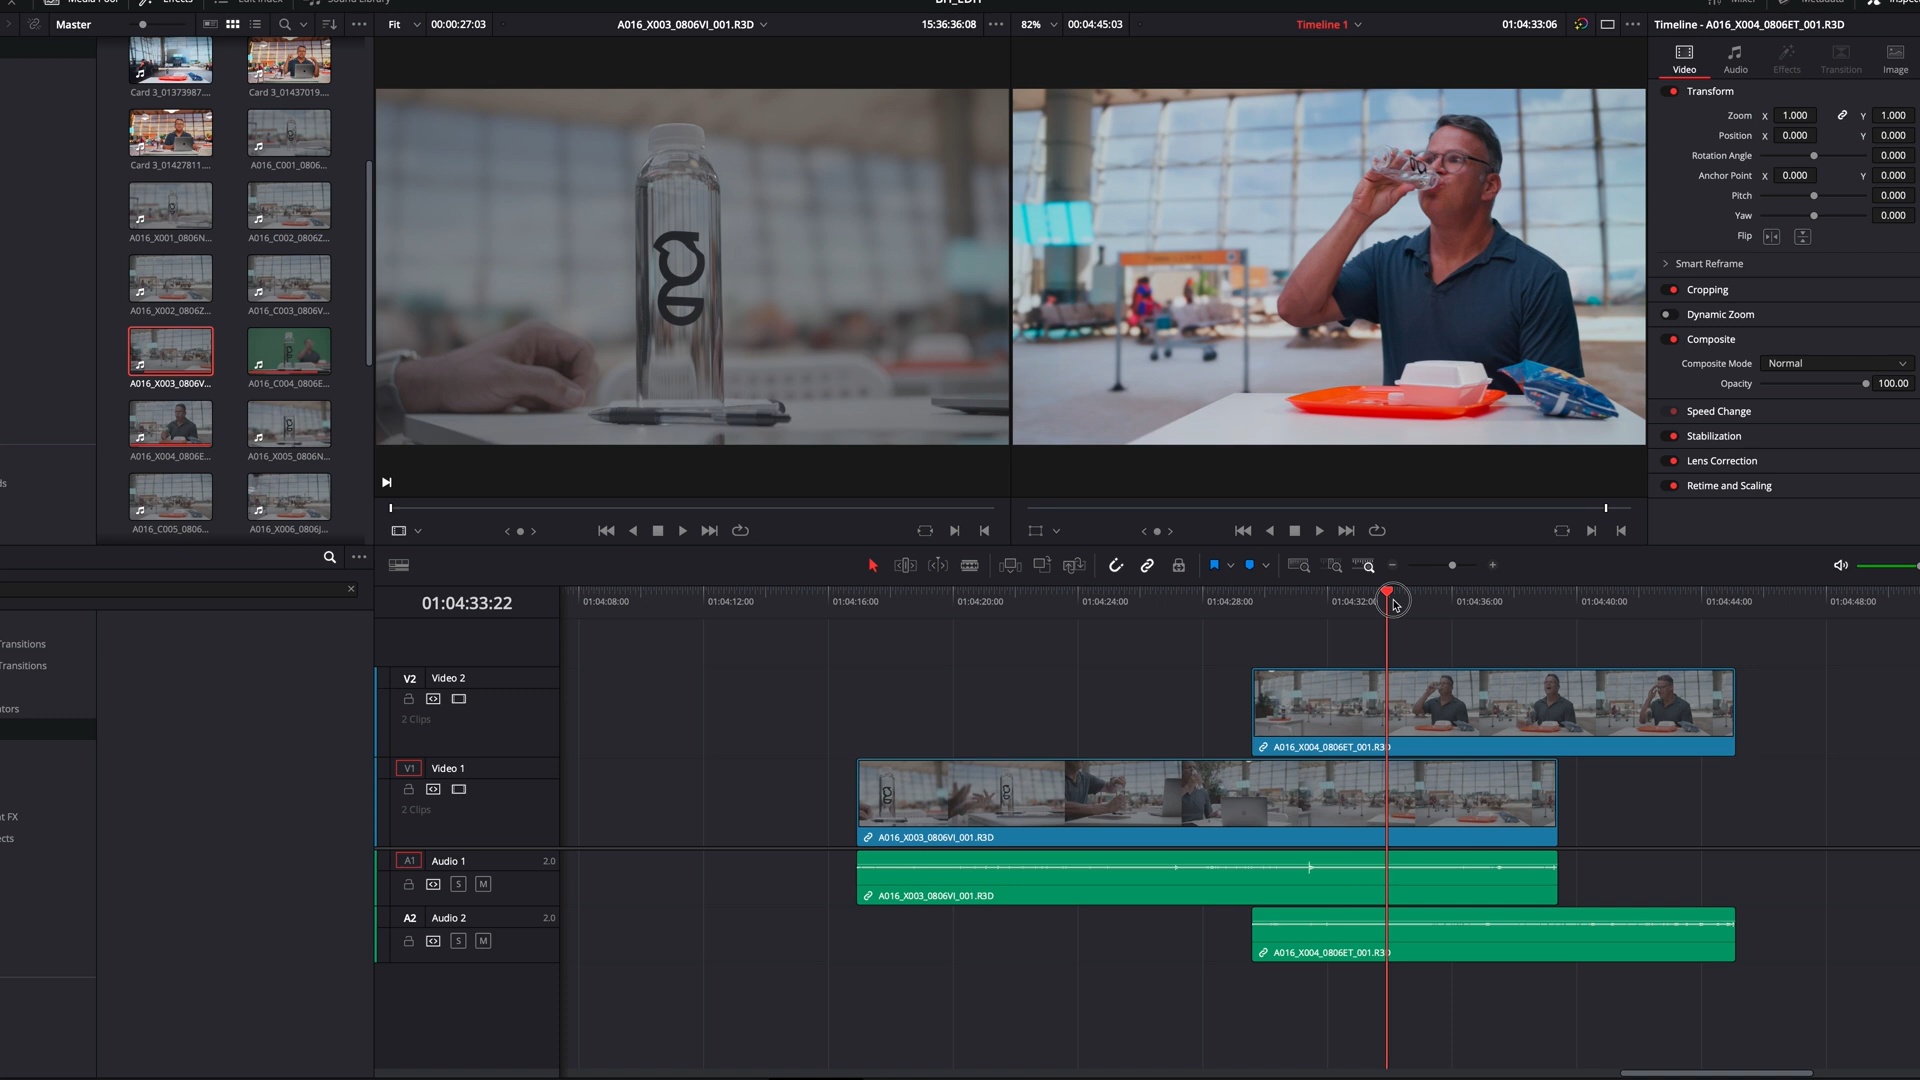 Master
Fit
00:00:27:03
A016_X003_0806VI_001.R3D
15:36:36:08
82%
00:04:45:03
Timeline 1
01:04:33:06
Timeline - A016_X004_0806ET_001.R3D
Video
Audio
Effects
Transition
Image
Card 3_01373987....
Card 3_01437019....
Card 3_01427811....
A016_C001_0806...
A016_X001_0806N...
A016_C002_0806Z...
A016_X002_0806Z...
A016_C003_0806V...
A016_X003_0806V...
A016_C004_0806E...
A016_X004_0806E...
A016_X005_0806N...
A016_C005_0806...
A016_X006_0806J...
Transform
Zoom X 1.000 Y 1.000
Position X 0.000 Y 0.000
Rotation Angle 0.000
Anchor Point X 0.000 Y 0.000
Pitch 0.000
Yaw 0.000
Flip
Smart Reframe
Cropping
Dynamic Zoom
Composite
Composite Mode Normal
Opacity 100.00
Speed Change
Stabilization
Lens Correction
Retime and Scaling
01:04:33:22
01:04:08:00
01:04:12:00
01:04:16:00
01:04:20:00
01:04:24:00
01:04:28:00
01:04:32:00
01:04:36:00
01:04:40:00
01:04:44:00
01:04:48:00
V2 Video 2
2 Clips
A016_X004_0806ET_001.R3D
V1 Video 1
2 Clips
A016_X003_0806VI_001.R3D
A1 Audio 1 2.0
S M
A016_X003_0806VI_001.R3D
A2 Audio 2 2.0
S M
A016_X004_0806ET_001.R3D
Transitions
Transitions